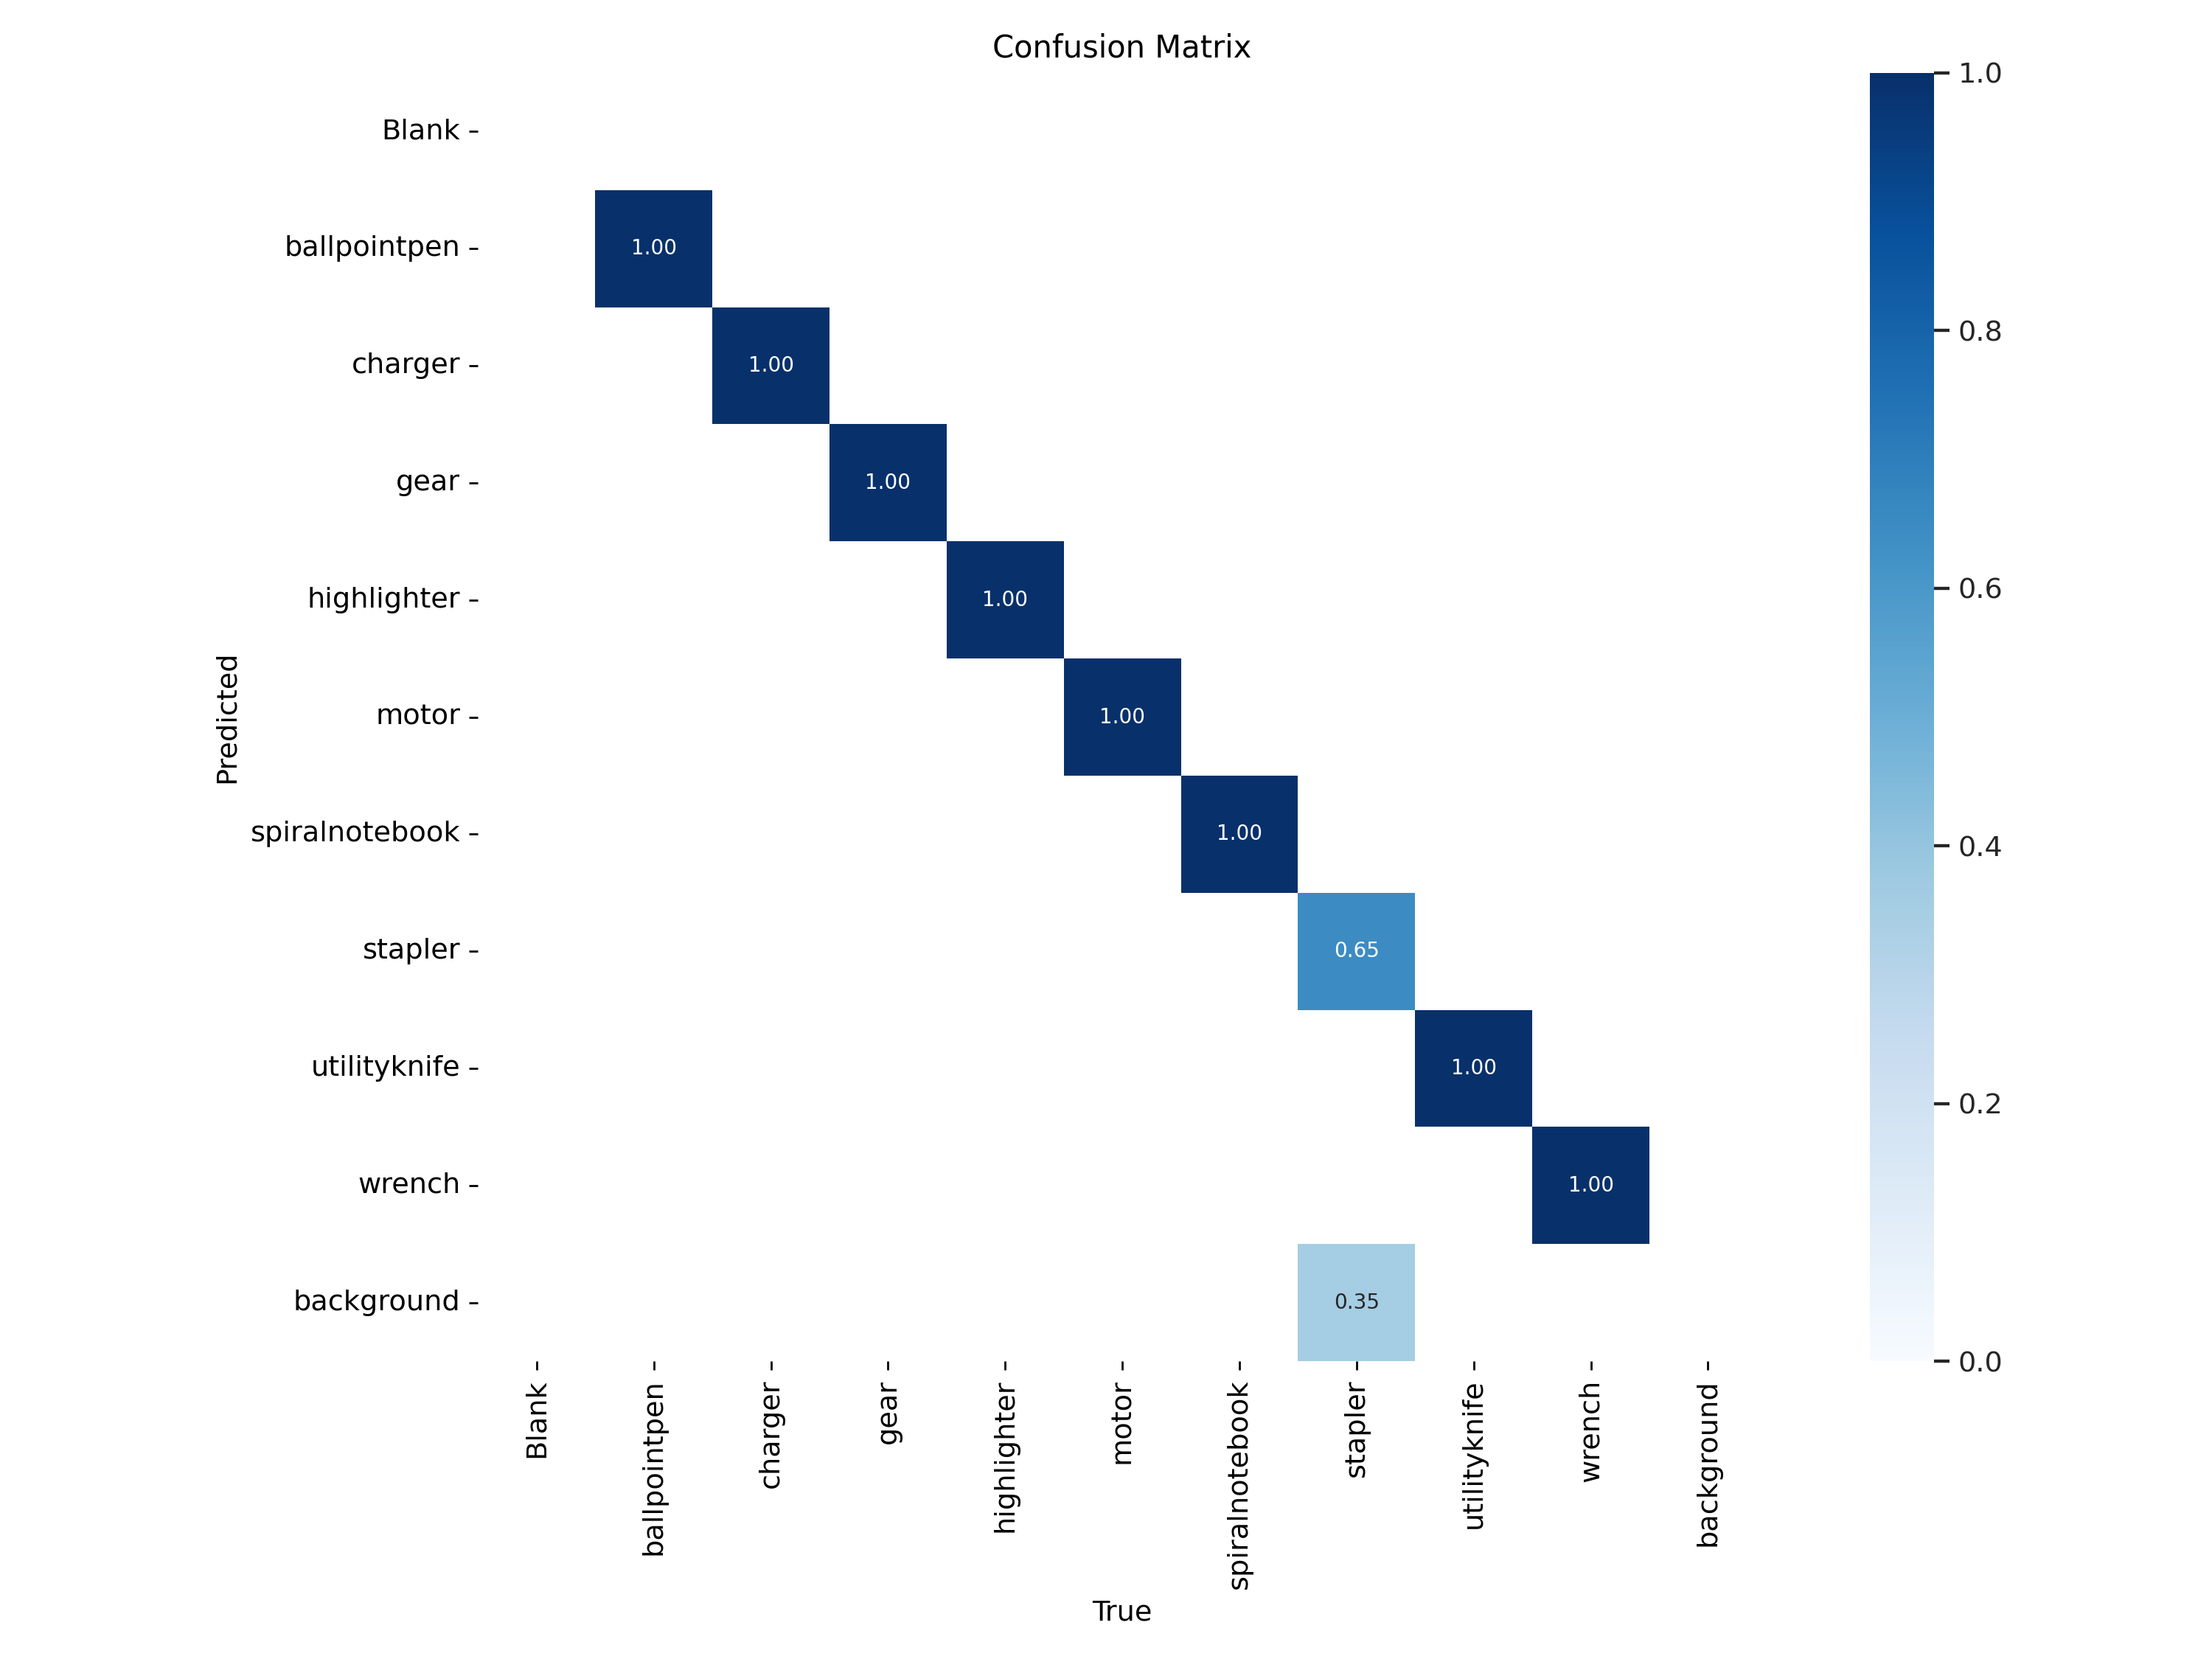 Confusion Matrix
Blank
ballpointpen
charger
gear
highlighter
motor
spiralnotebook
stapler
utilityknife
wrench
background
Predicted
1.00
1.00
1.00
1.00
1.00
1.00
0.65
1.00
1.00
0.35
Blank
ballpointpen
charger
gear
highlighter
motor
spiralnotebook
stapler
utilityknife
wrench
background
True
1.0
0.8
0.6
0.4
0.2
0.0